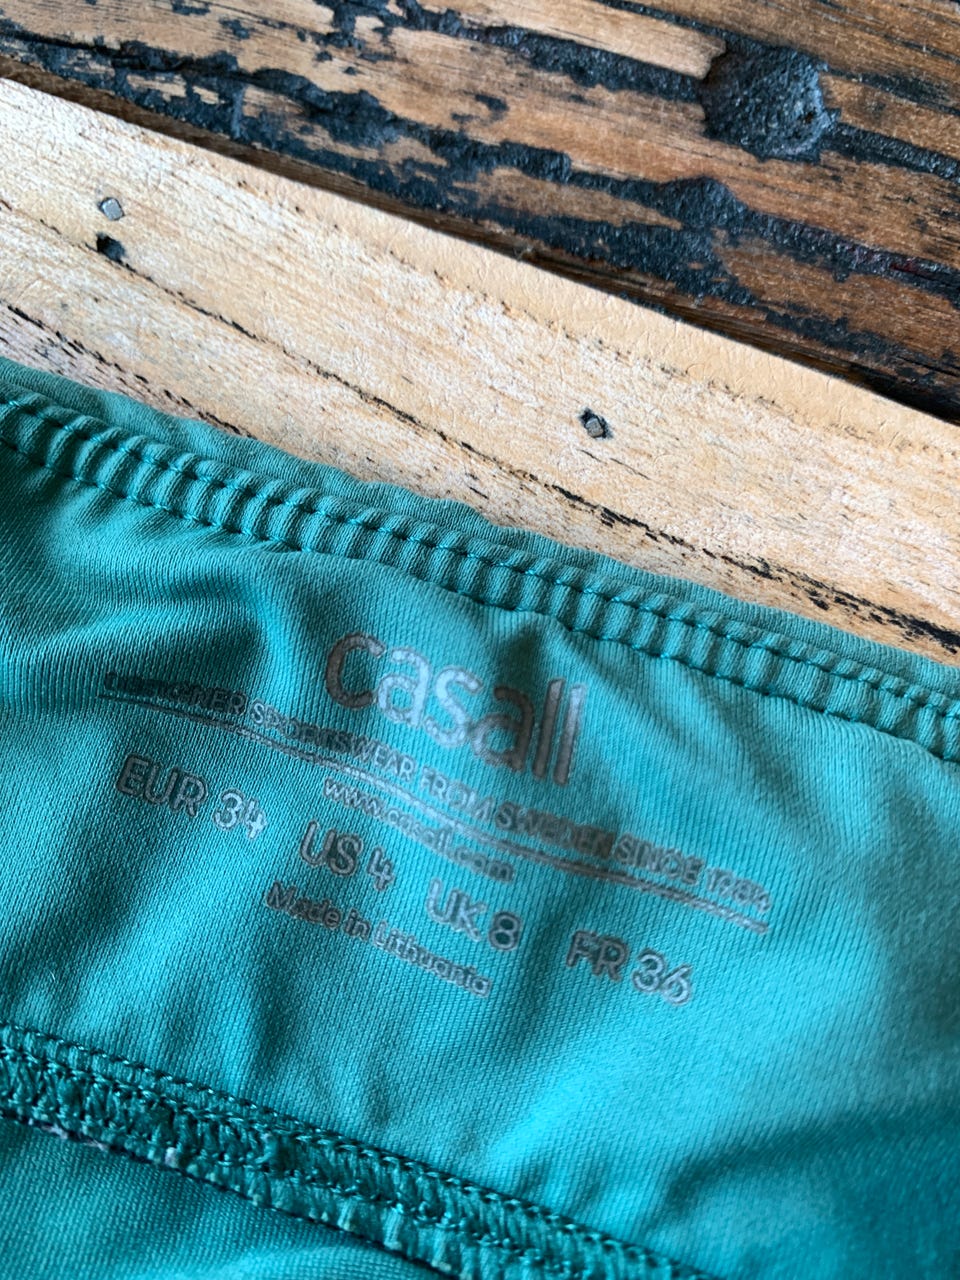 casall
DESIGNER SPORTSWEAR FROM SWEDEN SINCE 1984
www.casall.com
EUR 34 US 4 UK 8 FR 36
Made in Lithuania